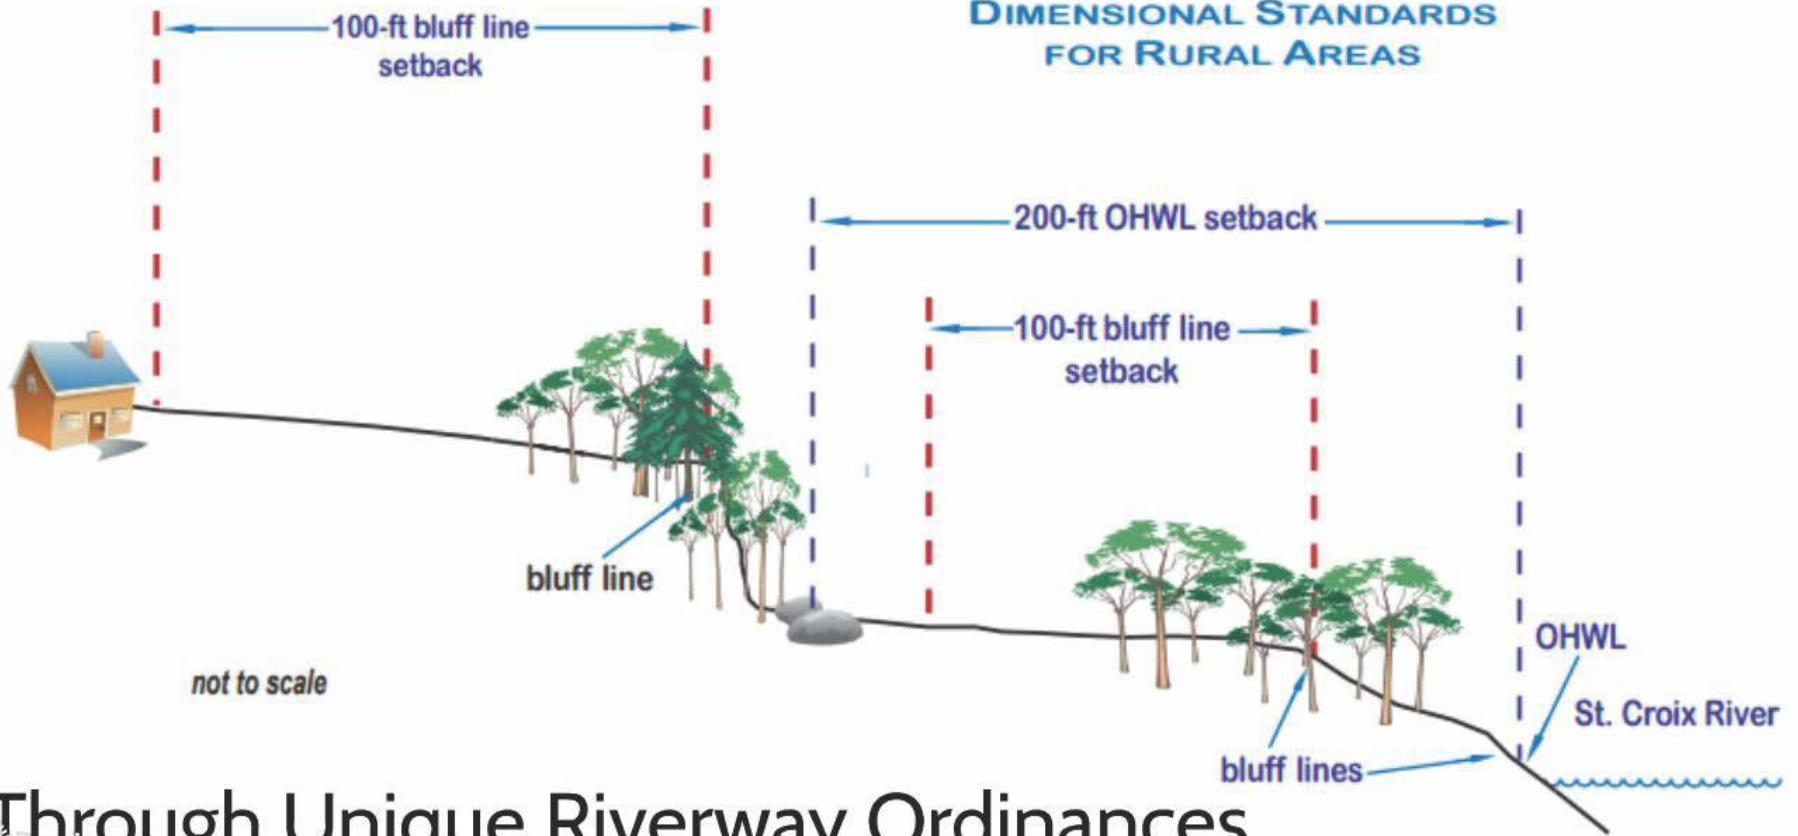 DIMENSIONAL STANDARDS
FOR RURAL AREAS
100-ft bluff line
setback
200-ft OHWL setback
100-ft bluff line
setback
bluff line
OHWL
not to scale
St. Croix River
bluff lines
Through Unique Riverway Ordinances